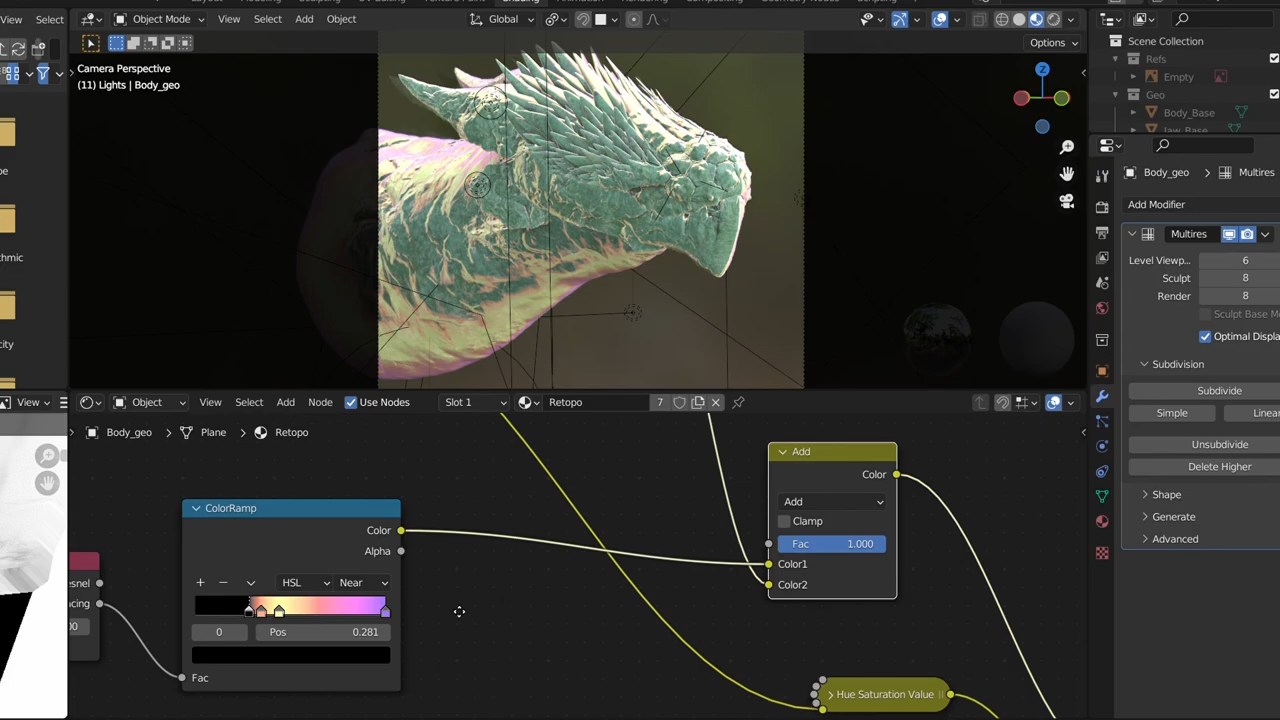 View Select
Object Mode View Select Add Object Global
Options
Camera Perspective
(11) Lights | Body_geo
Z
Scene Collection
Refs
Empty
Geo
Body_Base
Jaw_Base
Body_geo Multires
Add Modifier
Multires
Level Viewp... 6
Sculpt 8
Render 8
Sculpt Base M
Optimal Displa
Subdivision
Subdivide
Simple Linea
Unsubdivide
Delete Higher
Shape
Generate
Advanced
View
Object View Select Add Node Use Nodes Slot 1 Retopo 7
Body_geo Plane Retopo
Add
Color
Add
Clamp
Fac 1.000
Color1
Color2
ColorRamp
Color
Alpha
HSL Near
0 Pos 0.281
Fac
Hue Saturation Value